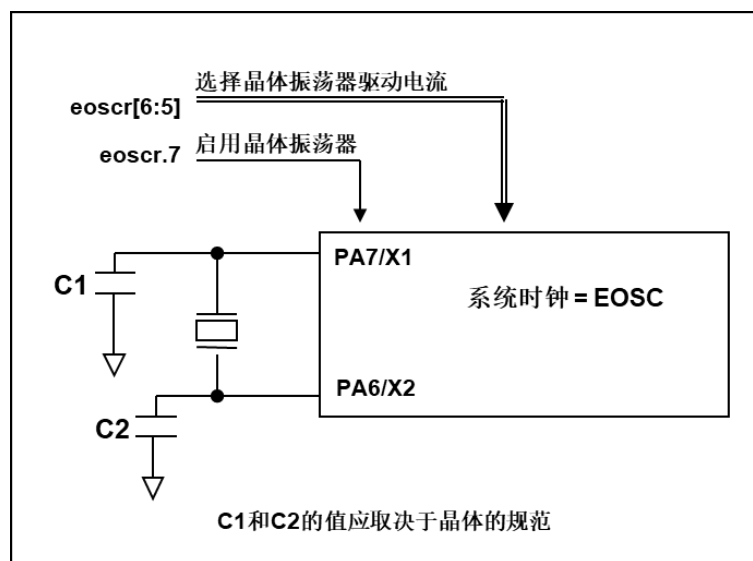 选择晶体振荡器驱动电流
eoscr[6:5]
eoscr.7 启用晶体振荡器
PA7/X1
C1
系统时钟 = EOSC
PA6/X2
C2
C1和C2的值应取决于晶体的规范